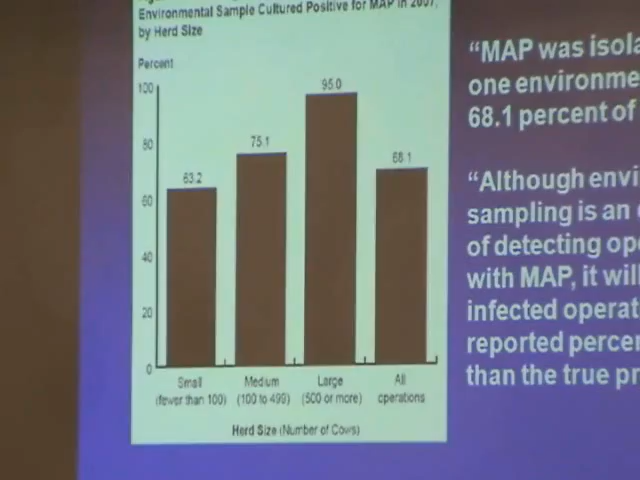 Environmental Sample Cultured Positive for MAP in 2007,
by Herd Size
Percent
100
80
60
40
20
0
63.2
75.1
95.0
68.1
Small
(fewer than 100)
Medium
(100 to 499)
Large
(500 or more)
All
operations
Herd Size (Number of Cows)
“MAP was isola
one environme
68.1 percent of
“Although envi
sampling is an
of detecting ope
with MAP, it wil
infected operat
reported percen
than the true pr